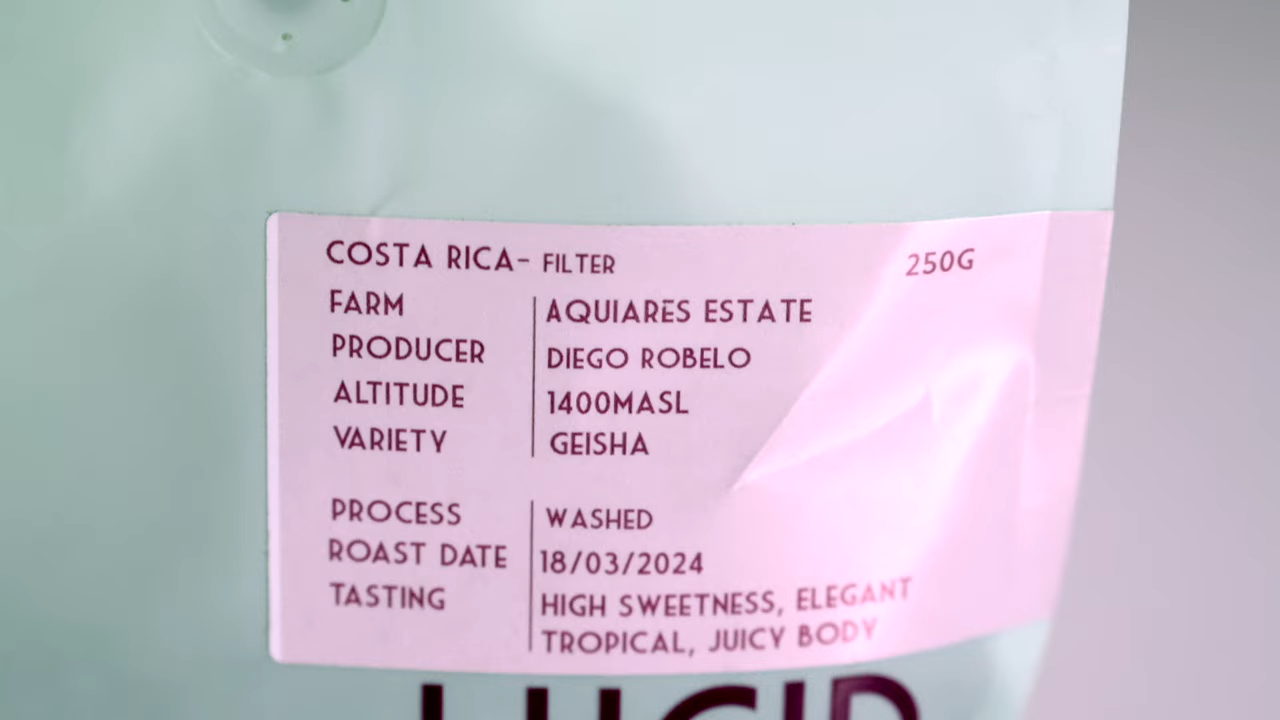 COSTA RICA- FILTER 250G
FARM AQUIARES ESTATE
PRODUCER DIEGO ROBELO
ALTITUDE 1400MASL
VARIETY GEISHA
PROCESS WASHED
ROAST DATE 18/03/2024
TASTING HIGH SWEETNESS, ELEGANT
TROPICAL, JUICY BODY